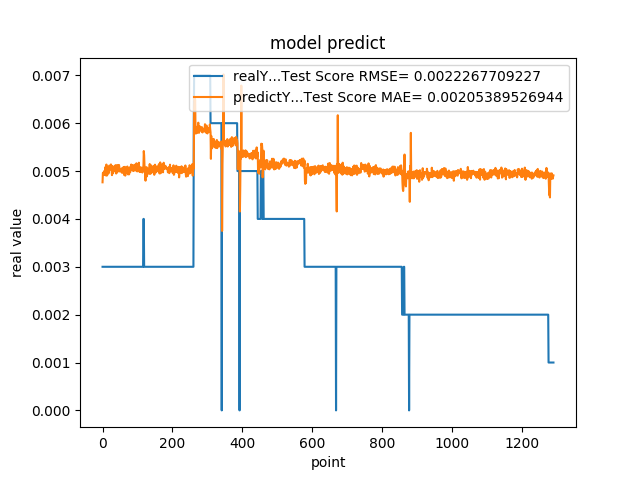 model predict
realY...Test Score RMSE= 0.0022267709227
predictY...Test Score MAE= 0.00205389526944
0.007
0.006
0.005
0.004
0.003
0.002
0.001
0.000
real value
0 200 400 600 800 1000 1200
point